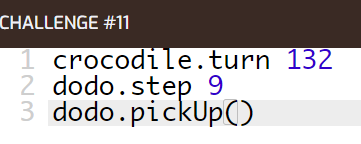 CHALLENGE #11
1 crocodile.turn 132
2 dodo.step 9
3 dodo.pickUp()